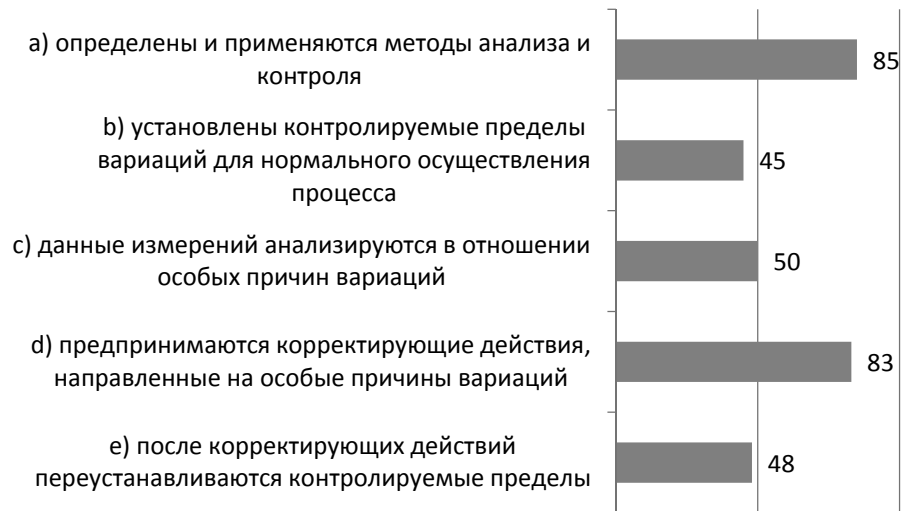 a) определены и применяются методы анализа и
контроля
85
b) установлены контролируемые пределы
вариаций для нормального осуществления
процесса
45
c) данные измерений анализируются в отношении
особых причин вариаций
50
d) предпринимаются корректирующие действия,
направленные на особые причины вариаций
83
e) после корректирующих действий
переустанавливаются контролируемые пределы
48